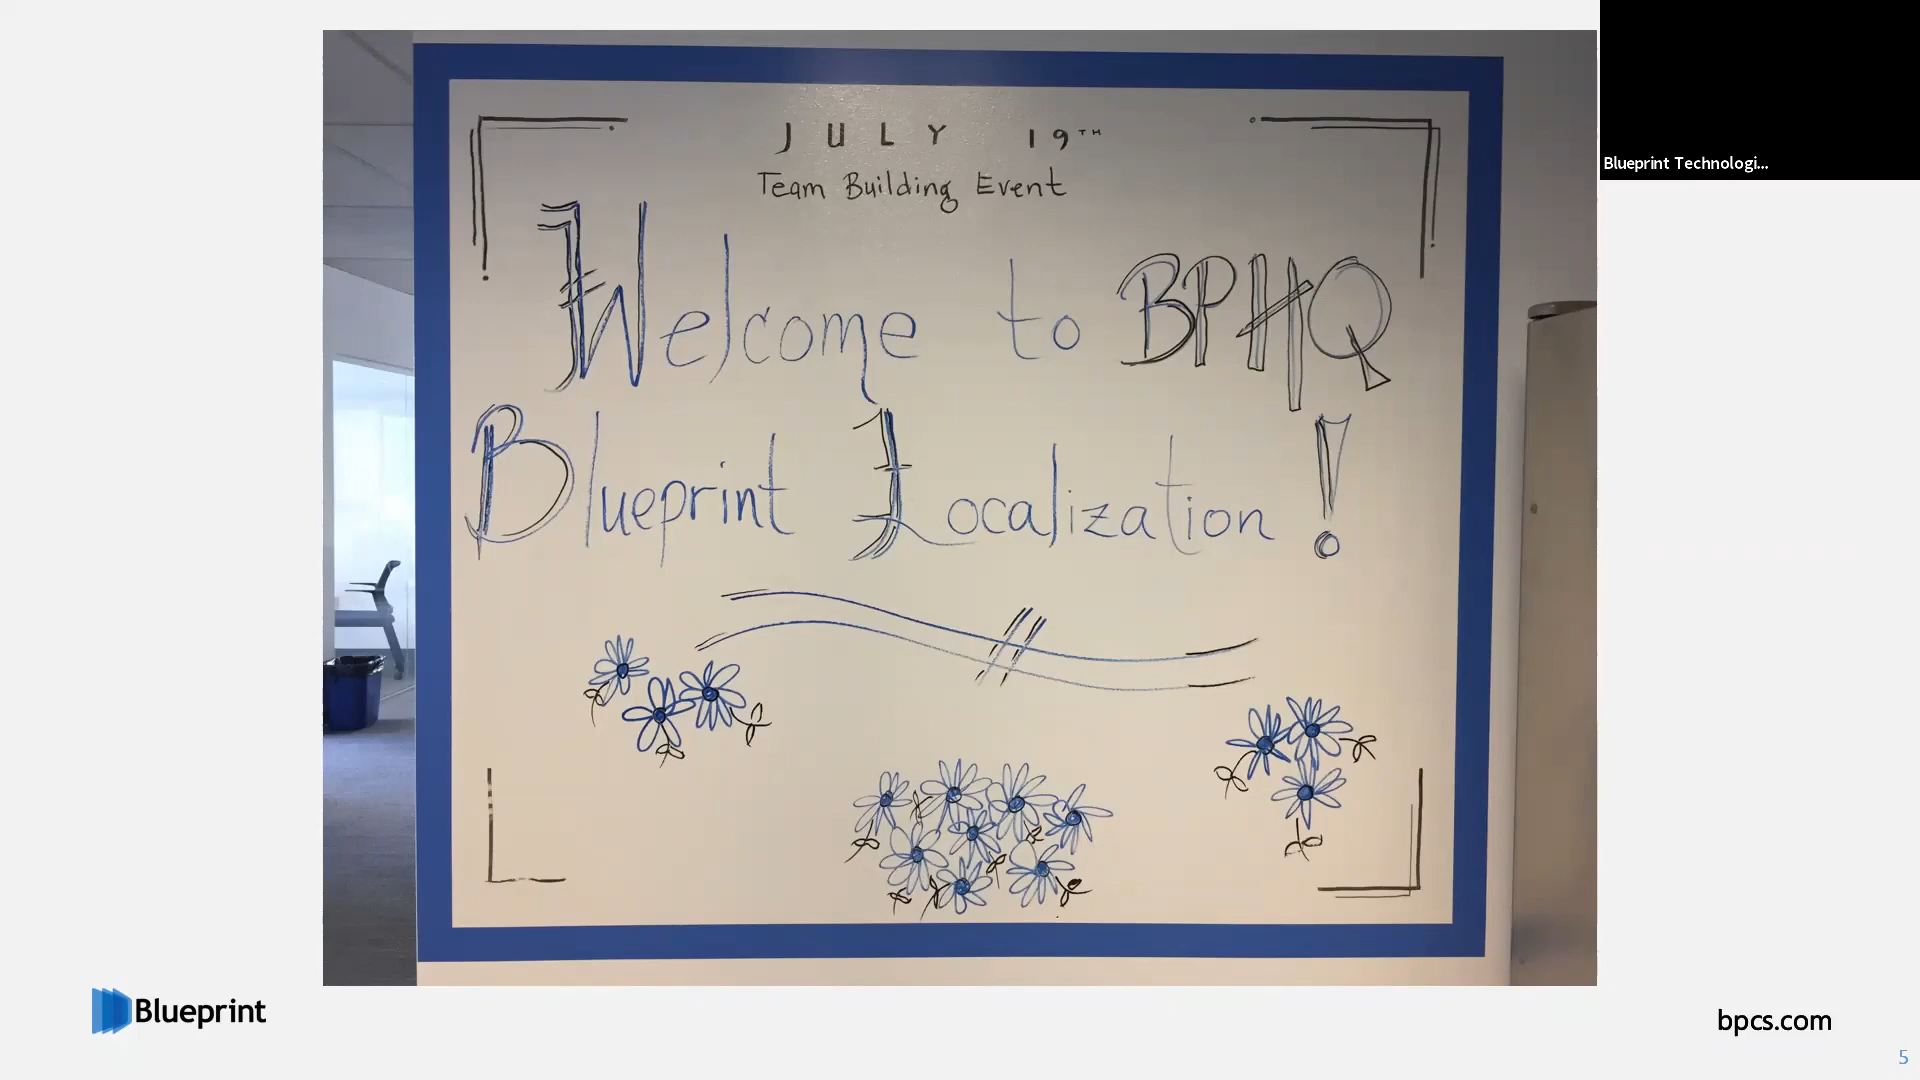 JULY 19TH
Team Building Event
Welcome to BPHQ
Blueprint Localization!
Blueprint Technologi...
Blueprint
bpcs.com
5